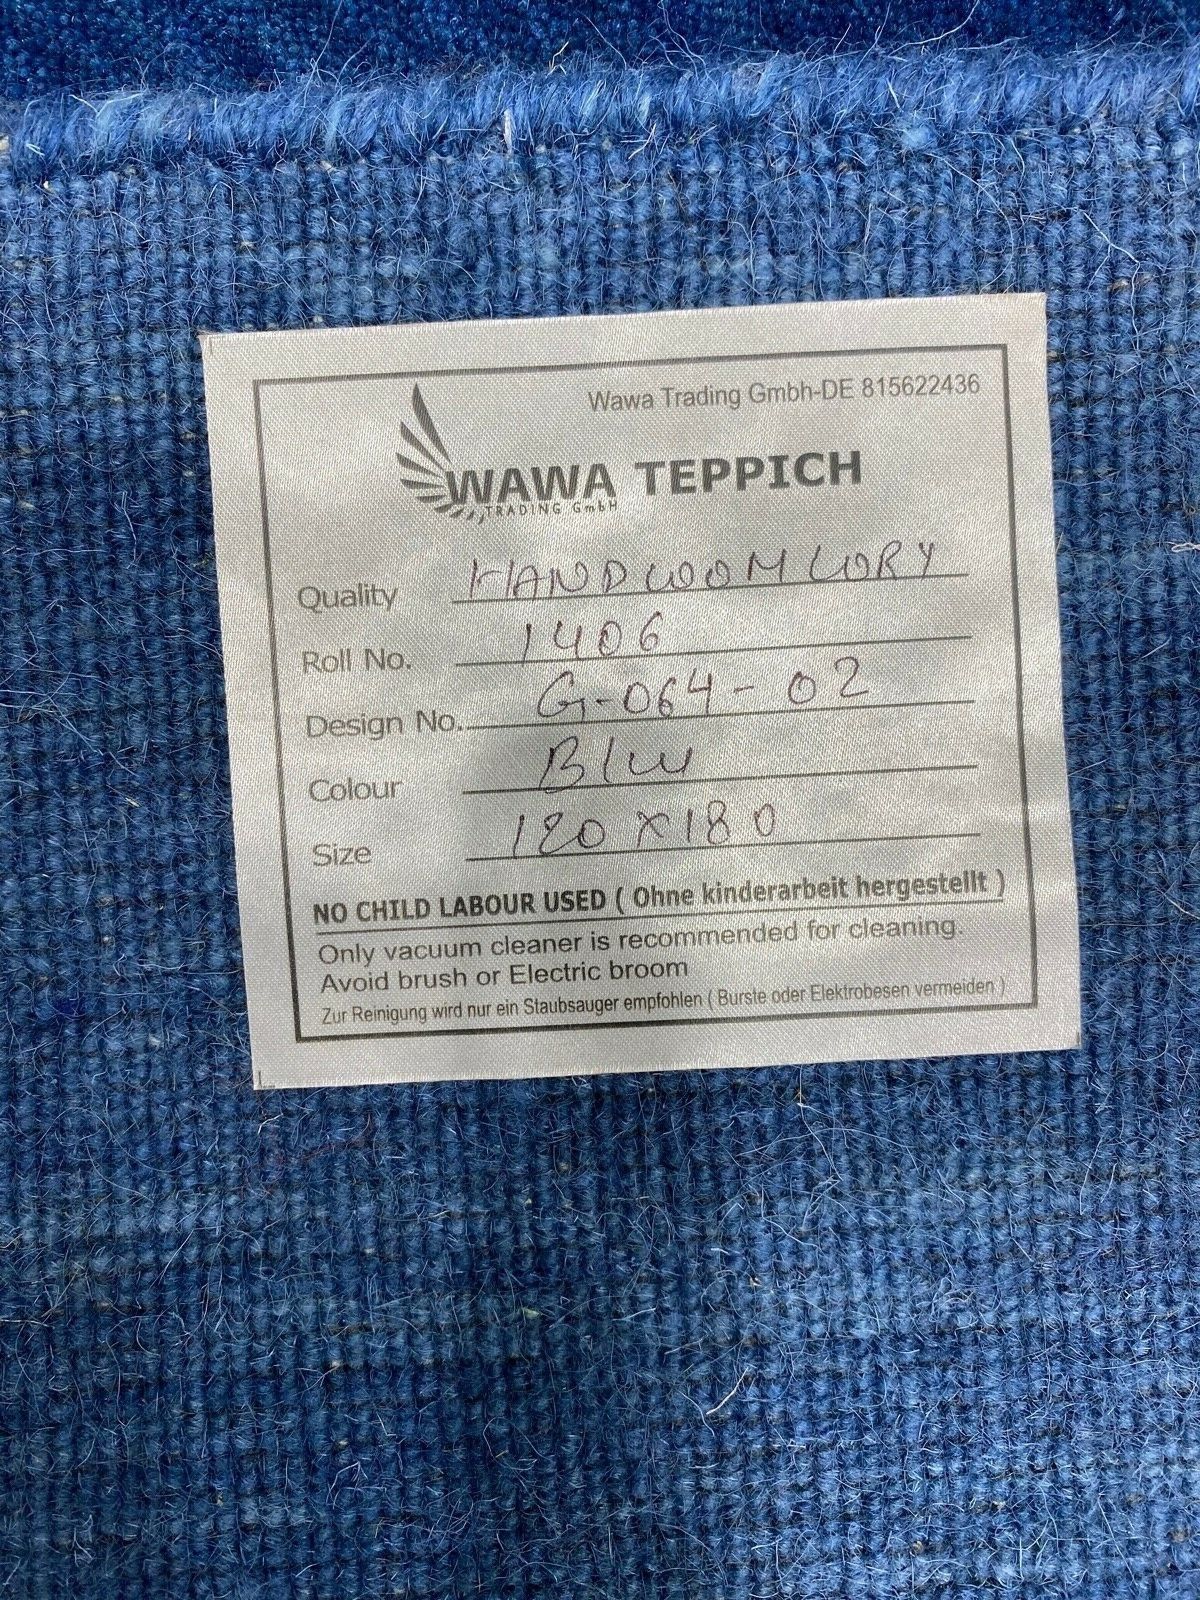 Wawa Trading Gmbh-DE 815622436
WAWA TEPPICH
TRADING GmbH
Quality HANDLOOM LORY
Roll No. 1406
Design No. G-064-02
Colour Blu
Size 120 X 180
NO CHILD LABOUR USED ( Ohne kinderarbeit hergestellt )
Only vacuum cleaner is recommended for cleaning.
Avoid brush or Electric broom
Zur Reinigung wird nur ein Staubsauger empfohlen ( Burste oder Elektrobesen vermeiden )